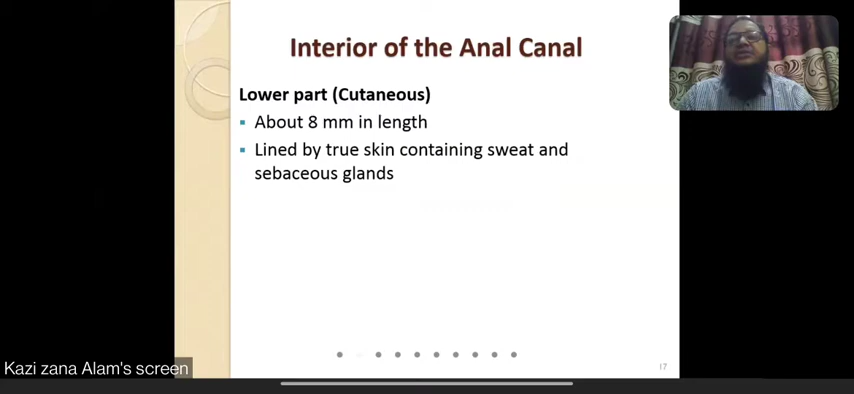 Interior of the Anal Canal
Lower part (Cutaneous)
▪ About 8 mm in length
▪ Lined by true skin containing sweat and
sebaceous glands
17
Kazi zana Alam's screen